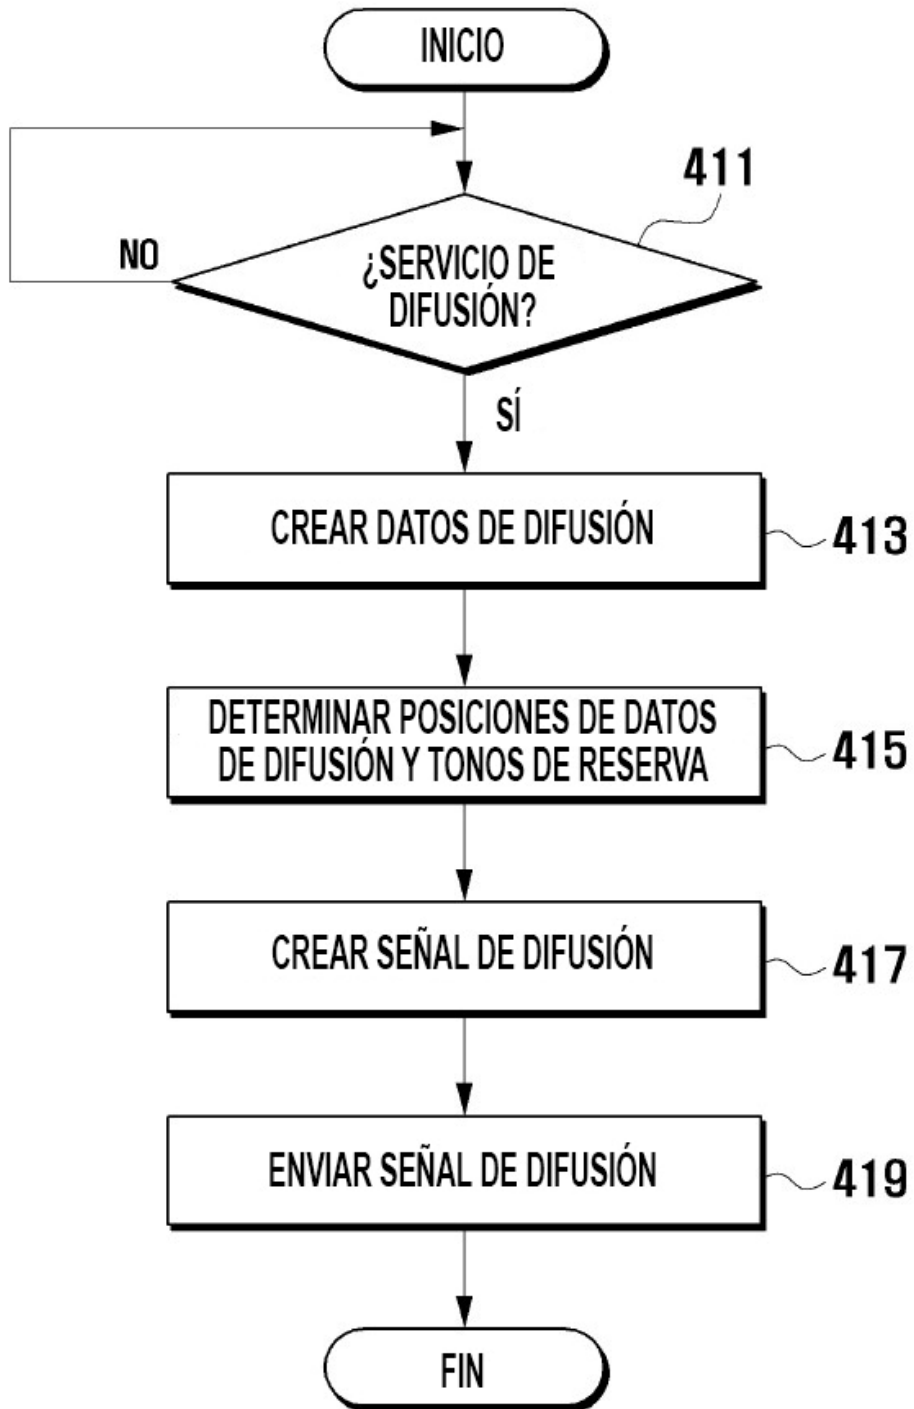 INICIO
411
¿SERVICIO DE
DIFUSIÓN?
NO
SÍ
CREAR DATOS DE DIFUSIÓN
413
DETERMINAR POSICIONES DE DATOS
DE DIFUSIÓN Y TONOS DE RESERVA
415
CREAR SEÑAL DE DIFUSIÓN
417
ENVIAR SEÑAL DE DIFUSIÓN
419
FIN